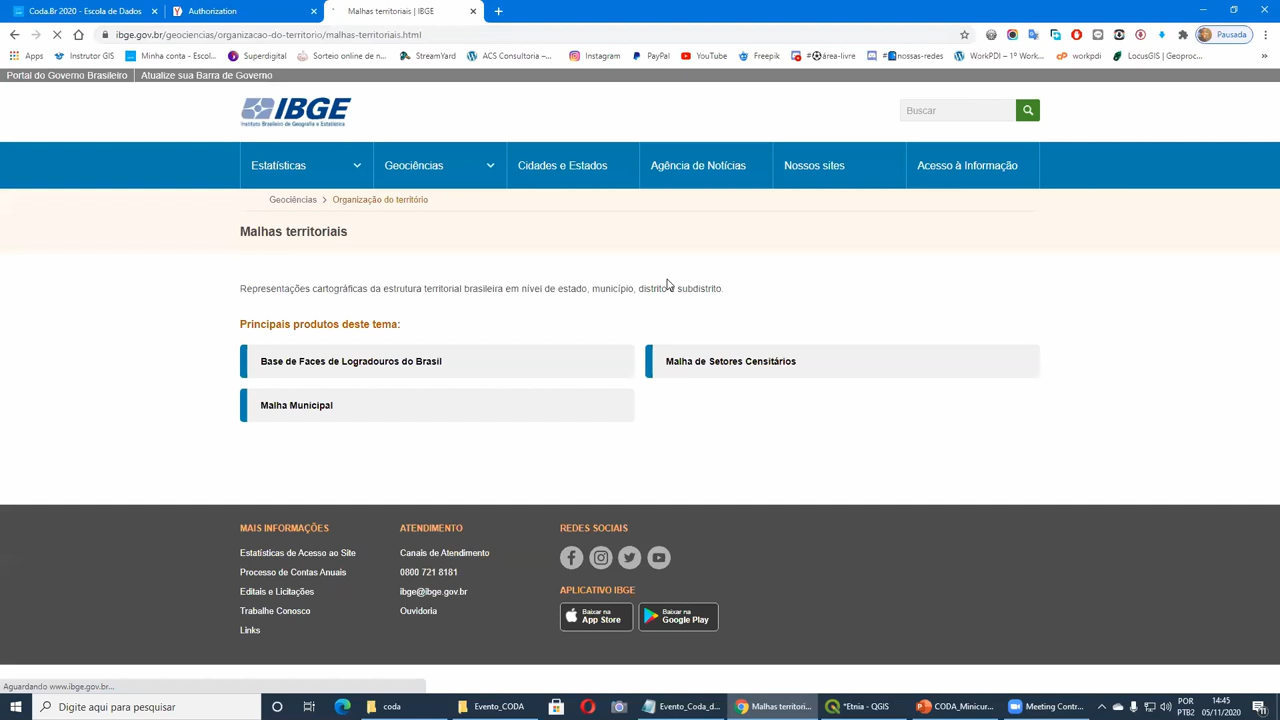 Coda.Br 2020 - Escola de Dados
Authorization
Malhas territoriais | IBGE
ibge.gov.br/geociencias/organizacao-do-territorio/malhas-territoriais.html
Pausada
Apps
Instrutor GIS
Minha conta - Escol...
Superdigital
Sorteio online de n...
StreamYard
ACS Consultoria –...
Instagram
PayPal
YouTube
Freepik
#área-livre
#nossas-redes
WorkPDI – 1º Work...
workpdi
LocusGIS | Geoproc...
Portal do Governo Brasileiro
Atualize sua Barra de Governo
IBGE
Instituto Brasileiro de Geografia e Estatística
Buscar
Estatísticas
Geociências
Cidades e Estados
Agência de Notícias
Nossos sites
Acesso à Informação
Geociências > Organização do território
Malhas territoriais
Representações cartográficas da estrutura territorial brasileira em nível de estado, município, distrito e subdistrito.
Principais produtos deste tema:
Base de Faces de Logradouros do Brasil
Malha de Setores Censitários
Malha Municipal
MAIS INFORMAÇÕES
Estatísticas de Acesso ao Site
Processo de Contas Anuais
Editais e Licitações
Trabalhe Conosco
Links
ATENDIMENTO
Canais de Atendimento
0800 721 8181
ibge@ibge.gov.br
Ouvidoria
REDES SOCIAIS
APLICATIVO IBGE
Baixar na
App Store
Baixar na
Google Play
Aguardando www.ibge.gov.br...
Digite aqui para pesquisar
coda
Evento_CODA
Evento_Coda_d...
Malhas territori...
*Etnia - QGIS
CODA_Minicur...
Meeting Contr...
POR
PTB2
14:45
05/11/2020